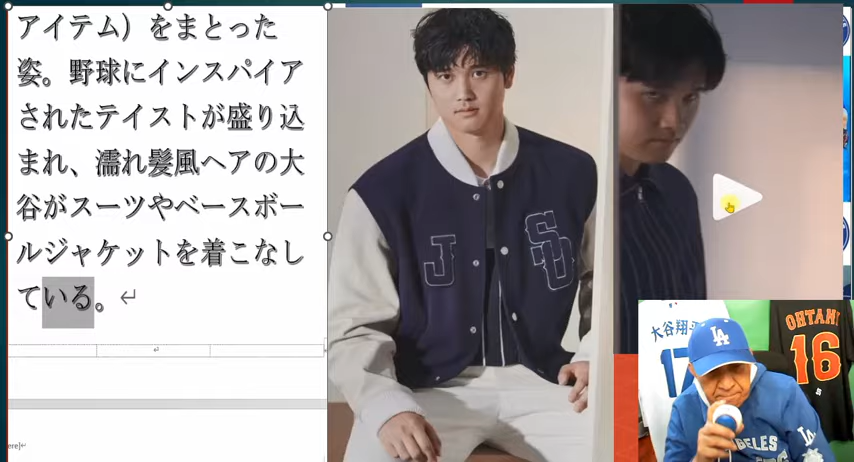 アイテム）をまとった
姿。野球にインスパイア
されたテイストが盛り込
まれ、濡れ髪風ヘアの大
谷がスーツやベースボー
ルジャケットを着こなし
ている。
J
SD
大谷翔平
17
OHTANI
16
LA
LA